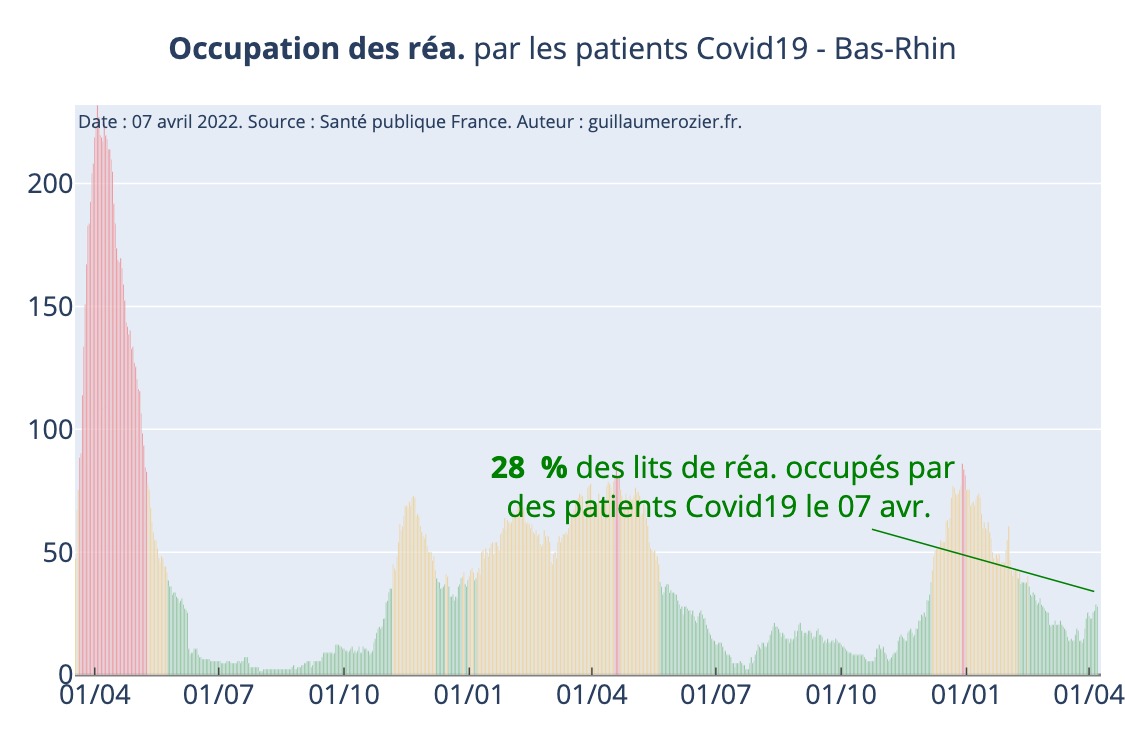 Occupation des réa. par les patients Covid19 - Bas-Rhin
Date : 07 avril 2022. Source : Santé publique France. Auteur : guillaumerozier.fr.
200
150
100
28  % des lits de réa. occupés par
des patients Covid19 le 07 avr.
50
0
01/04 01/07 01/10 01/01 01/04 01/07 01/10 01/01 01/04